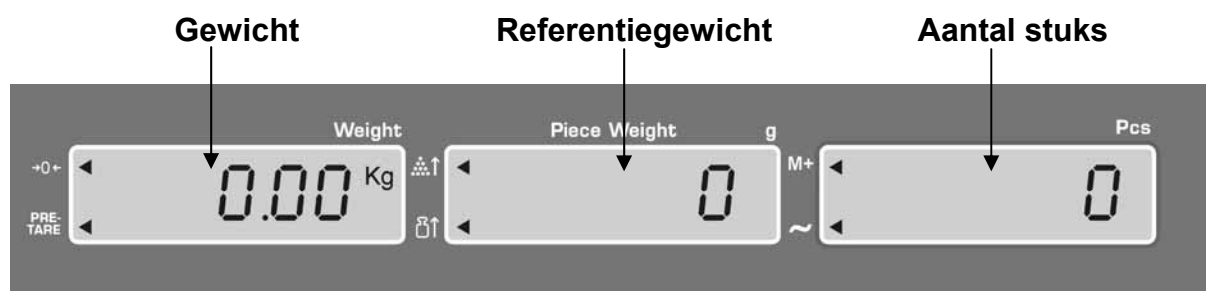 Gewicht Referentiegewicht Aantal stuks
Weight Piece Weight g Pcs
→0← 0.00 Kg 0 M+ 0
PRE-TARE ~